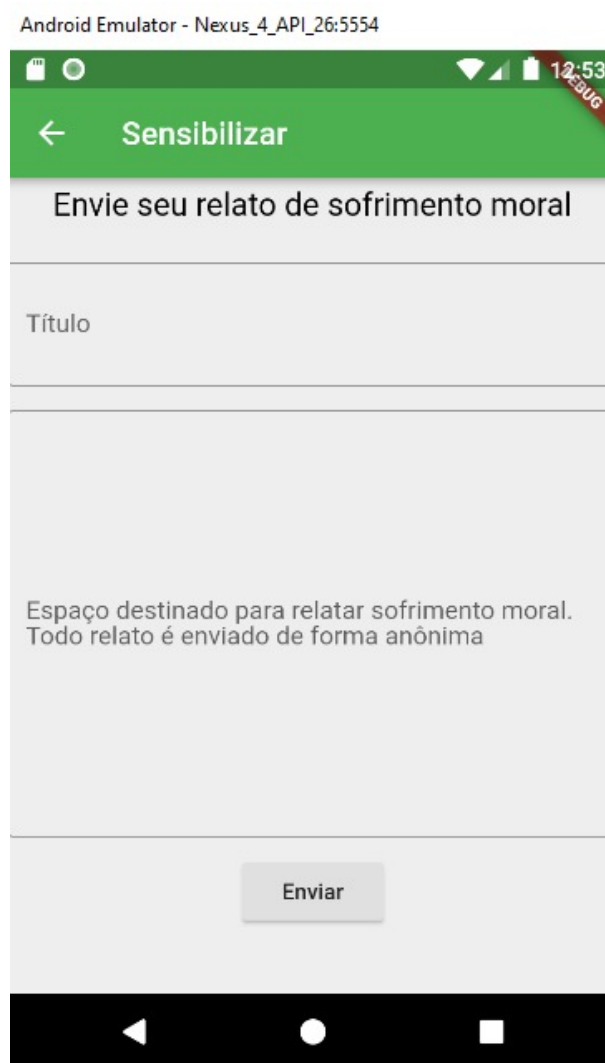 Android Emulator - Nexus_4_API_26:5554
12:53
DEBUG
Sensibilizar
Envie seu relato de sofrimento moral
Título
Espaço destinado para relatar sofrimento moral.
Todo relato é enviado de forma anônima
Enviar